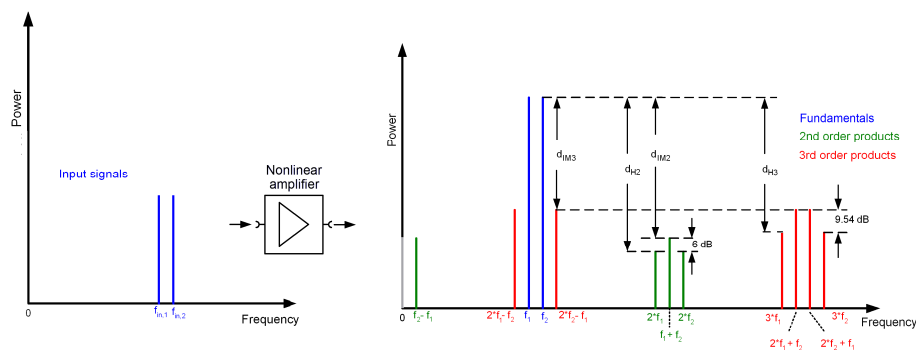 Power
Input signals
0
f_in,1 f_in,2
Frequency
Nonlinear
amplifier
Power
d_IM3
d_H2
d_IM2
d_H3
Fundamentals
2nd order products
3rd order products
9.54 dB
6 dB
0
f_2- f_1
2*f_1-f_2
f_1
f_2
2*f_2- f_1
2*f_1
2*f_2
f_1 + f_2
3*f_1
3*f_2
2*f_1 + f_2
2*f_2 + f_1
Frequency